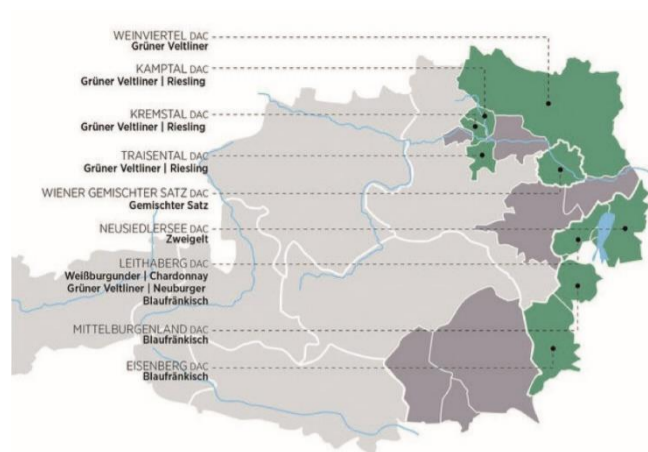 WEINVIERTEL DAC
Grüner Veltliner
KAMPTAL DAC
Grüner Veltliner | Riesling
KREMSTAL DAC
Grüner Veltliner | Riesling
TRAISENTAL DAC
Grüner Veltliner | Riesling
WIENER GEMISCHTER SATZ DAC
Gemischter Satz
NEUSIEDLERSEE DAC
Zweigelt
LEITHABERG DAC
Weißburgunder | Chardonnay
Grüner Veltliner | Neuburger
Blaufränkisch
MITTELBURGENLAND DAC
Blaufränkisch
EISENBERG DAC
Blaufränkisch